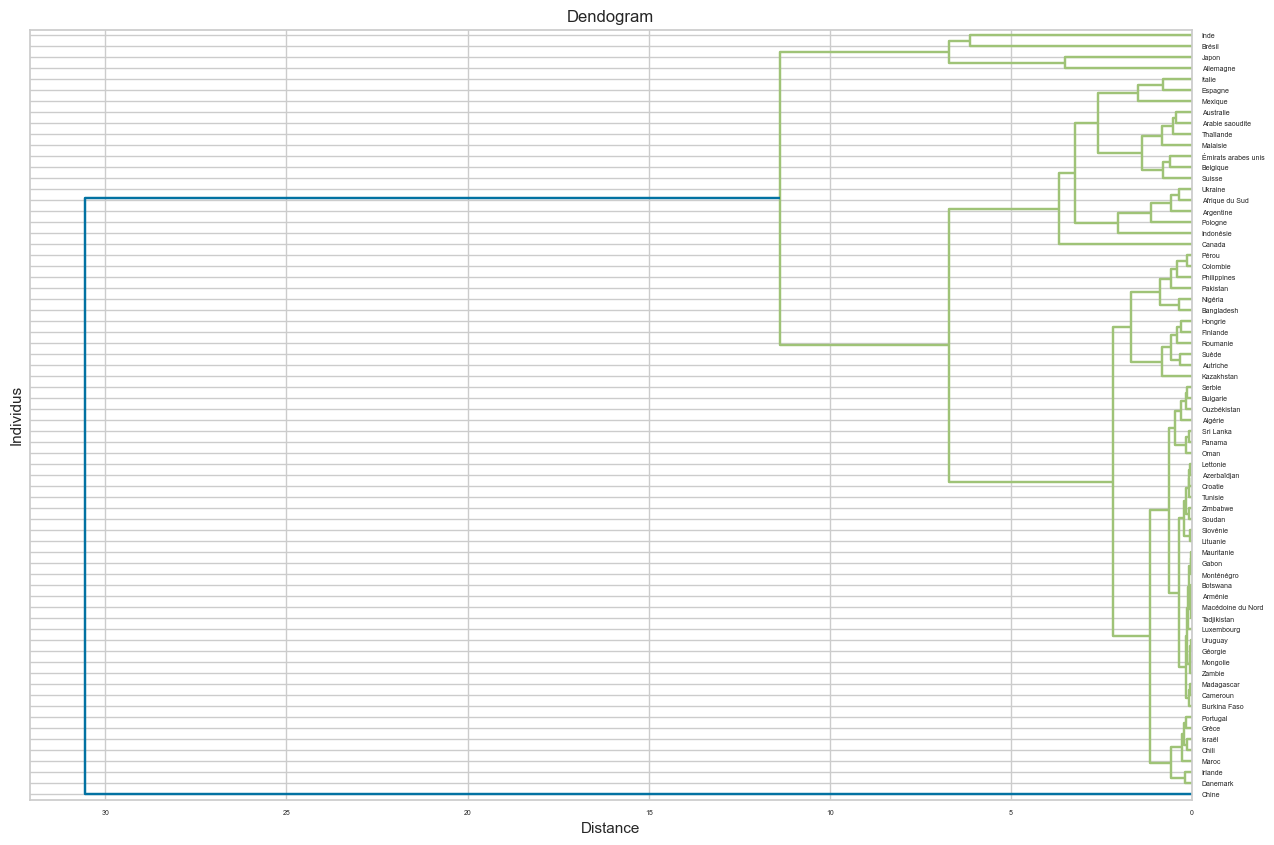 Dendogram
Inde
Brésil
Japon
Allemagne
Italie
Espagne
Mexique
Australie
Arabie saoudite
Thaïlande
Malaisie
Émirats arabes unis
Belgique
Suisse
Ukraine
Afrique du Sud
Argentine
Pologne
Indonésie
Canada
Pérou
Colombie
Philippines
Pakistan
Nigéria
Bangladesh
Hongrie
Finlande
Roumanie
Suède
Autriche
Kazakhstan
Serbie
Bulgarie
Ouzbékistan
Algérie
Sri Lanka
Panama
Oman
Lettonie
Azerbaïdjan
Croatie
Tunisie
Zimbabwe
Soudan
Slovénie
Lituanie
Mauritanie
Gabon
Monténégro
Botswana
Arménie
Macédoine du Nord
Tadjikistan
Luxembourg
Uruguay
Géorgie
Mongolie
Zambie
Madagascar
Cameroun
Burkina Faso
Portugal
Grèce
Israël
Chili
Maroc
Irlande
Danemark
Chine
Individus
30 25 20 15 10 5 0
Distance